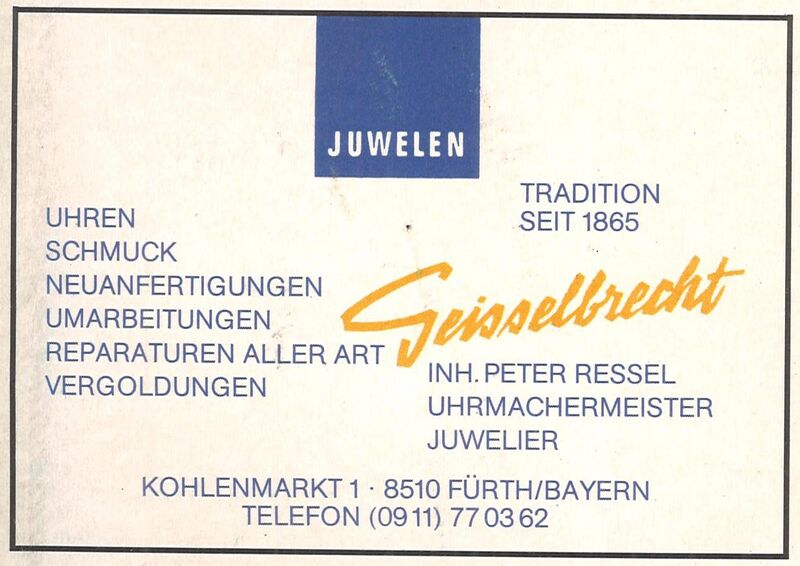 JUWELEN
TRADITION
SEIT 1865
UHREN
SCHMUCK
NEUANFERTIGUNGEN
UMARBEITUNGEN
REPARATUREN ALLER ART
VERGOLDUNGEN
Geisselbrecht
INH. PETER RESSEL
UHRMACHERMEISTER
JUWELIER
KOHLENMARKT 1 · 8510 FÜRTH/BAYERN
TELEFON (09 11) 77 03 62